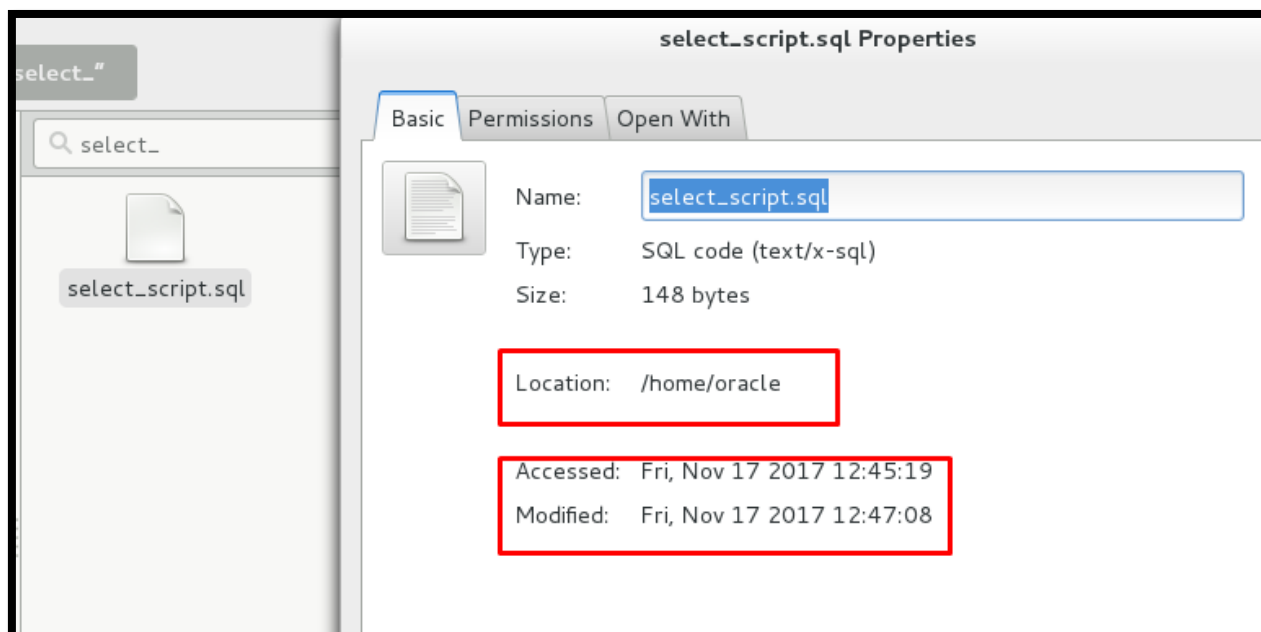 select_script.sql Properties
select_"
select_
select_script.sql
Basic Permissions Open With
Name: select_script.sql
Type: SQL code (text/x-sql)
Size: 148 bytes
Location: /home/oracle
Accessed: Fri, Nov 17 2017 12:45:19
Modified: Fri, Nov 17 2017 12:47:08